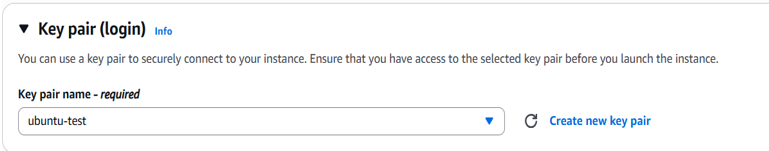 Key pair (login) Info
You can use a key pair to securely connect to your instance. Ensure that you have access to the selected key pair before you launch the instance.
Key pair name - required
ubuntu-test Create new key pair